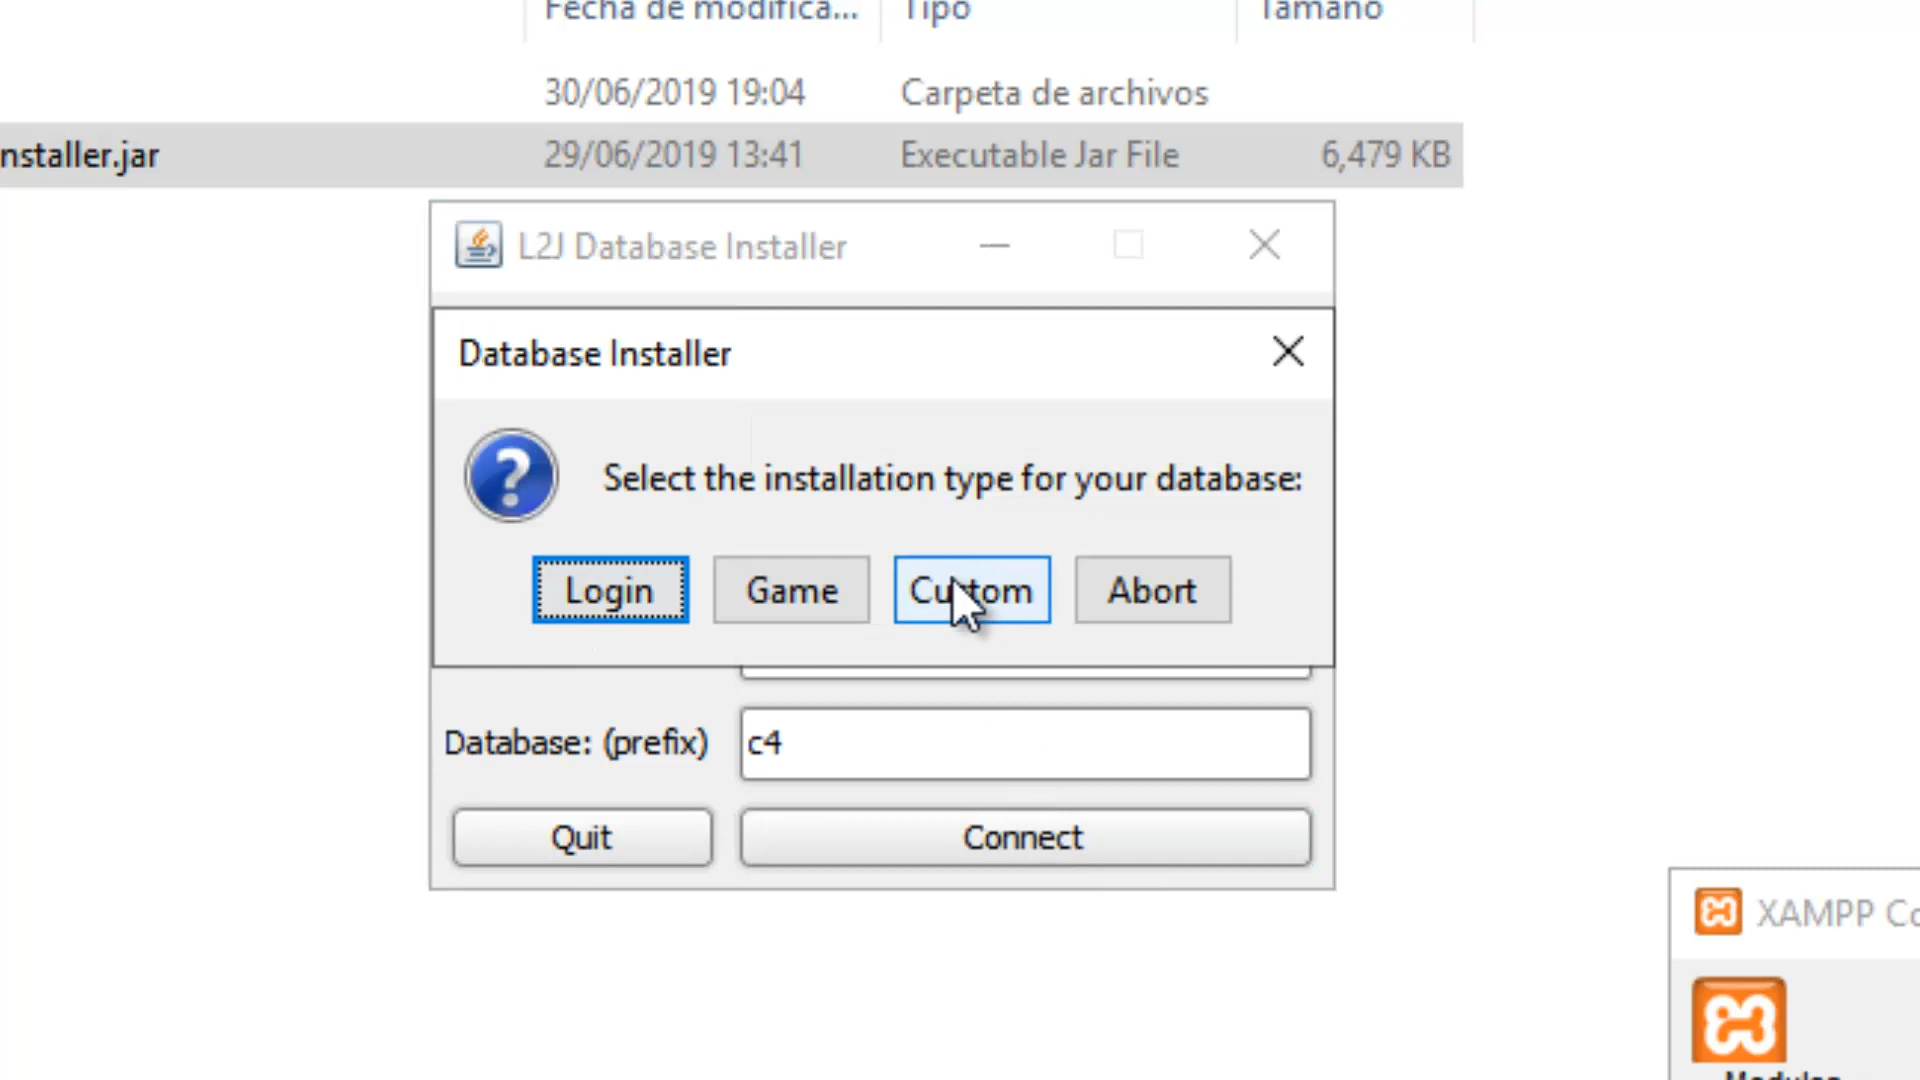 Fecha de modifica... Tipo Tamaño
30/06/2019 19:04 Carpeta de archivos
nstaller.jar 29/06/2019 13:41 Executable Jar File 6,479 KB
L2J Database Installer
Database Installer
Select the installation type for your database:
Login Game Custom Abort
Database: (prefix) c4
Quit Connect
XAMPP Co